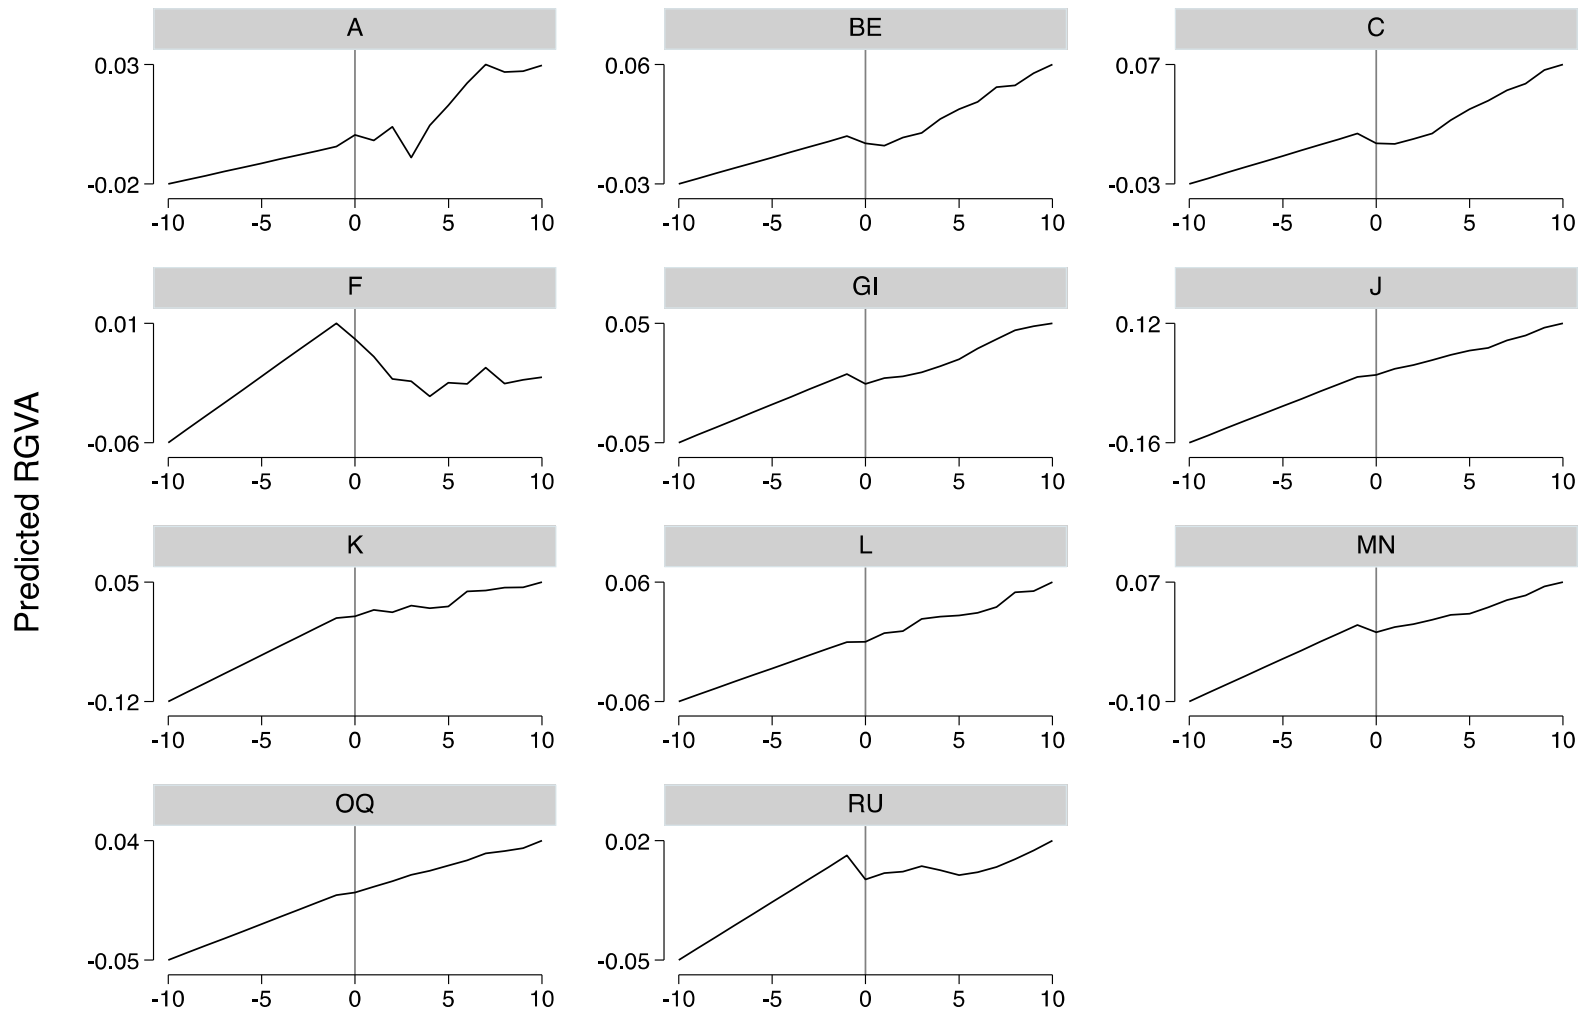 A BE C
0.03 0.06 0.07
-0.02 -0.03 -0.03
-10 -5 0 5 10 -10 -5 0 5 10 -10 -5 0 5 10
F GI J
0.01 0.05 0.12
-0.06 -0.05 -0.16
-10 -5 0 5 10 -10 -5 0 5 10 -10 -5 0 5 10
Predicted RGVA
K L MN
0.05 0.06 0.07
-0.12 -0.06 -0.10
-10 -5 0 5 10 -10 -5 0 5 10 -10 -5 0 5 10
OQ RU
0.04 0.02
-0.05 -0.05
-10 -5 0 5 10 -10 -5 0 5 10